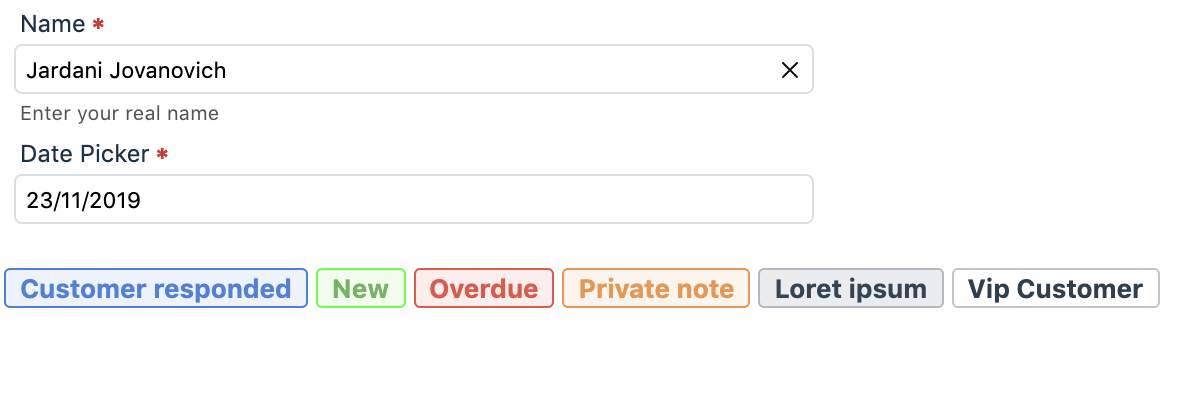 Name *
Jardani Jovanovich
Enter your real name
Date Picker *
23/11/2019
Customer responded New Overdue Private note Loret ipsum Vip Customer